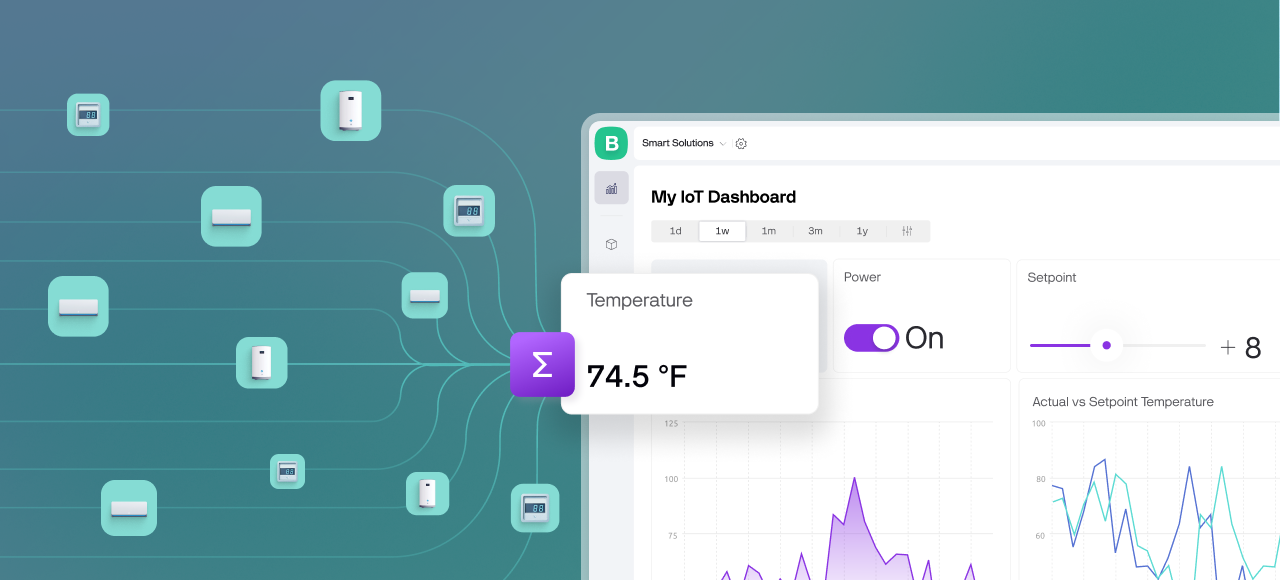 B
Smart Solutions
My IoT Dashboard
1d 1w 1m 3m 1y
Temperature
74.5 °F
Σ
Power
On
Setpoint
+ 8
125
100
75
Actual vs Setpoint Temperature
100
80
60